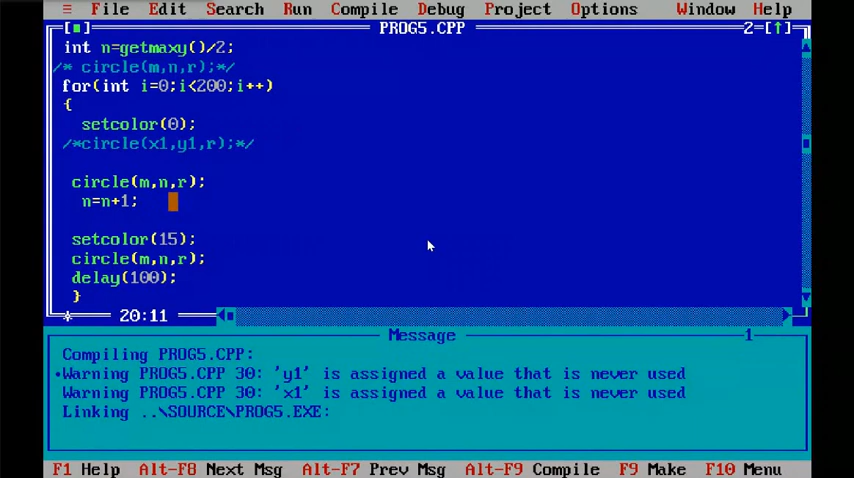 ≡ File Edit Search Run Compile Debug Project Options Window Help
[■] PROG5.CPP 2=[↑]
int n=getmaxy()/2;
/* circle(m,n,r);*/
for(int i=0;i<200;i++)
{
setcolor(0);
/*circle(x1,y1,r);*/
circle(m,n,r);
n=n+1;
setcolor(15);
circle(m,n,r);
delay(100);
}
* 20:11
Message 1
Compiling PROG5.CPP:
•Warning PROG5.CPP 30: 'y1' is assigned a value that is never used
Warning PROG5.CPP 30: 'x1' is assigned a value that is never used
Linking ..\SOURCE\PROG5.EXE:
F1 Help Alt-F8 Next Msg Alt-F7 Prev Msg Alt-F9 Compile F9 Make F10 Menu